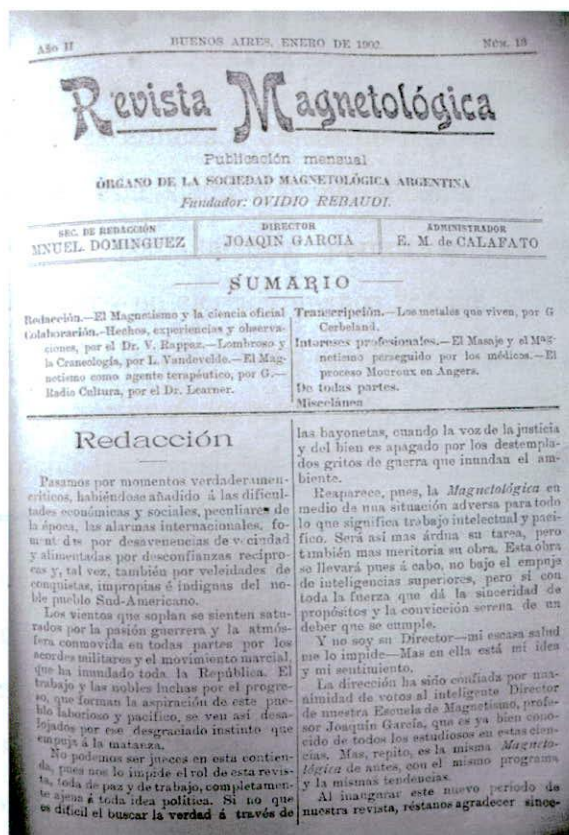 Año II
BUENOS AIRES, ENERO DE 1902
Núm. 13
Revista Magnetológica
Publicación mensual
ÓRGANO DE LA SOCIEDAD MAGNETOLÓGICA ARGENTINA
Fundador: OVIDIO REBAUDI.
SEC. DE REDACCIÓN
MNUEL. DOMINGUEZ
DIRECTOR
JOAQIN GARCIA
ADMINISTRADOR
E. M. de CALAFATO
SUMARIO
Redacción.—El Magnetismo y la ciencia oficial
Colaboración.—Hechos, experiencias y observa-
ciones, por el Dr. V. Rappaz.—Lombroso y
la Craneología, por L. Vandevelde.—El Mag-
netismo como agente terapéutico, por G.—
Radio Cultura, por el Dr. Learner.
Transcripción.—Los metales que viven, por G
Cerbeland.
Intereses profesionales.—El Masaje y el Mag-
netismo perseguido por los médicos.—El
proceso Mouroux en Angers.
De todas partes.
Miscelánea
Redacción
Pasamos por momentos verdaderamen-
criticos, habiéndose añadido á las dificul-
tades económicas y sociales, peculiares de
la época, las alarmas internacionales, fo-
mentadas por desavenencias de vecindad
y alimentadas por desconfianzas recipro-
cas y, tal vez, también por veleidades de
conquistas, impropias é indignas del no-
ble pueblo Sud-Americano.
Los vientos que soplan se sienten satu-
rados por la pasión guerrera y la atmós-
fera conmovida en todas partes por los
acordes militares y el movimiento marcial,
que ha inundado toda la República. El
trabajo y las nobles luchas por el progre-
so, que forman la aspiración de este pue-
blo laborioso y pacífico, se ven así desa-
lojados por ese desgraciado instinto que
empuja á la matanza.
No podemos ser jueces en esta contien-
da, pues nos lo impide el rol de esta revis-
ta, toda de paz y de trabajo, completamen-
te ajena á toda idea política. Si no que
es dificil el buscar la verdad á través de
las bayonetas, cuando la voz de la justicia
y del bien es apagado por los destempla-
dos gritos de guerra que inundan el am-
biente.
Reaparece, pues, la Magnetológica en
medio de una situación adversa para todo
lo que significa trabajo intelectual y paci-
fico. Será asi mas árdua su tarea, pero
también mas meritoria su obra. Esta obra
se llevará pues á cabo, no bajo el empuje
de inteligencias superiores, pero si con
toda la fuerza que dá la sinceridad de
propósitos y la convicción serena de un
deber que se cumple.
Y no soy su Director—mi escasa salud
me lo impide—Mas en ella está mi idea
y mi sentimiento.
La dirección ha sido confiada por una-
nimidad de votos al inteligente Director
de nuestra Escuela de Magnetismo, profe-
sor Joaquin García, que es ya bien cono-
cido de todos los estudiosos en estas cien-
cias. Mas, repito, es la misma Magneto-
lógica de antes, con el mismo programa
y la mismas tendencias.
Al inaugurar este nuevo periodo de
nuestra revista, réstanos agradecer since-